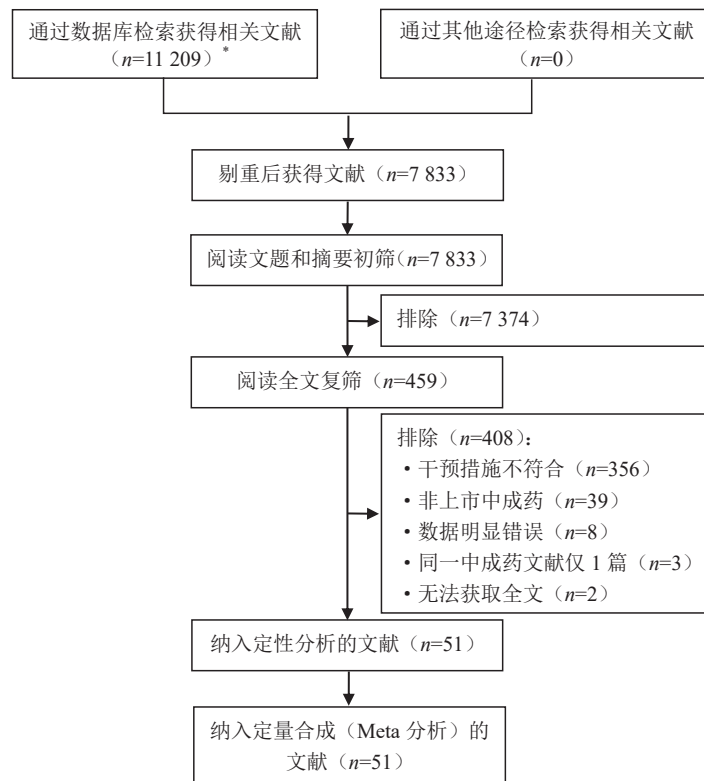 通过数据库检索获得相关文献
（n=11 209）*
通过其他途径检索获得相关文献
（n=0）
剔重后获得文献（n=7 833）
阅读文题和摘要初筛（n=7 833）
排除（n=7 374）
阅读全文复筛（n=459）
排除（n=408）：
·干预措施不符合（n=356）
·非上市中成药（n=39）
·数据明显错误（n=8）
·同一中成药文献仅 1 篇（n=3）
·无法获取全文（n=2）
纳入定性分析的文献（n=51）
纳入定量合成（Meta 分析）的
文献（n=51）